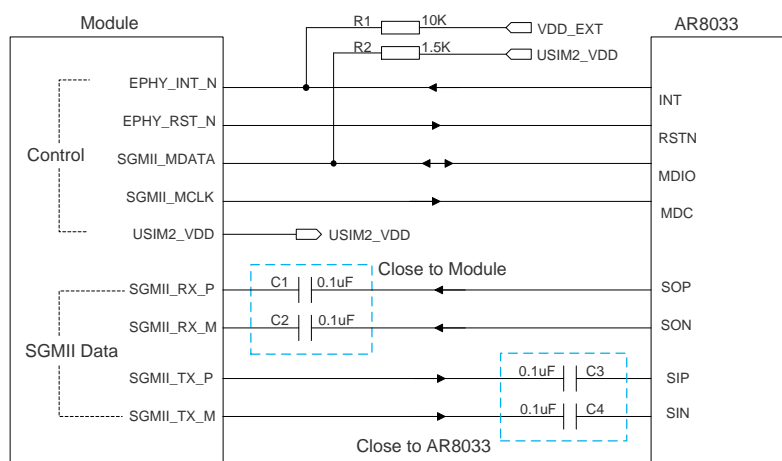 Module
R1 10K VDD_EXT
AR8033
R2 1.5K USIM2_VDD
EPHY_INT_N
INT
EPHY_RST_N
RSTN
Control
SGMII_MDATA
MDIO
SGMII_MCLK
MDC
USIM2_VDD USIM2_VDD
Close to Module
SGMII_RX_P C1 0.1uF SOP
SGMII_RX_M C2 0.1uF SON
SGMII Data
SGMII_TX_P 0.1uF C3 SIP
SGMII_TX_M 0.1uF C4 SIN
Close to AR8033